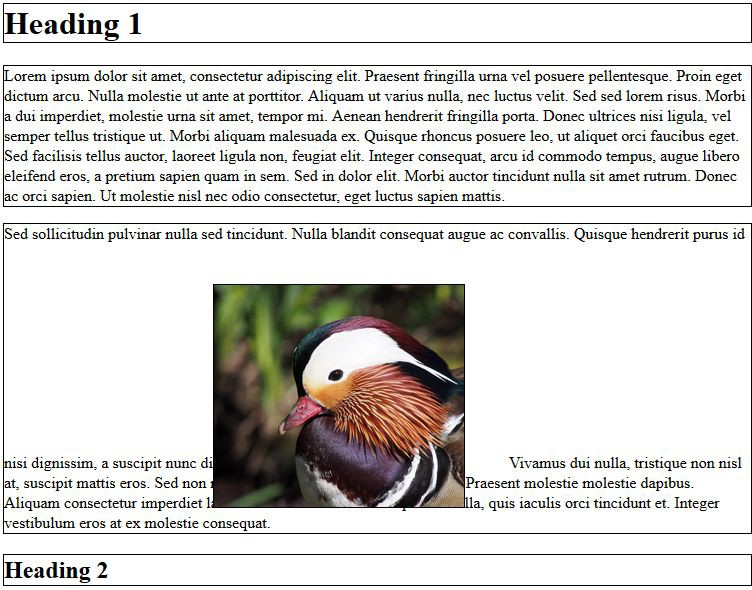 Heading 1
Lorem ipsum dolor sit amet, consectetur adipiscing elit. Praesent fringilla urna vel posuere pellentesque. Proin eget
dictum arcu. Nulla molestie ut ante at porttitor. Aliquam ut varius nulla, nec luctus velit. Sed sed lorem risus. Morbi
a dui imperdiet, molestie urna sit amet, tempor mi. Aenean hendrerit fringilla porta. Donec ultrices nisi ligula, vel
semper tellus tristique ut. Morbi aliquam malesuada ex. Quisque rhoncus posuere leo, ut aliquet orci faucibus eget.
Sed facilisis tellus auctor, laoreet ligula non, feugiat elit. Integer consequat, arcu id commodo tempus, augue libero
eleifend eros, a pretium sapien quam in sem. Sed in dolor elit. Morbi auctor tincidunt nulla sit amet rutrum. Donec
ac orci sapien. Ut molestie nisl nec odio consectetur, eget luctus sapien mattis.
Sed sollicitudin pulvinar nulla sed tincidunt. Nulla blandit consequat augue ac convallis. Quisque hendrerit purus id
nisi dignissim, a suscipit nunc Vivamus dui nulla, tristique non nisl
at, suscipit mattis eros. Sed non Praesent molestie molestie dapibus.
Aliquam consectetur imperdiet quis iaculis orci tincidunt et. Integer
vestibulum eros at ex molestie consequat.
Heading 2